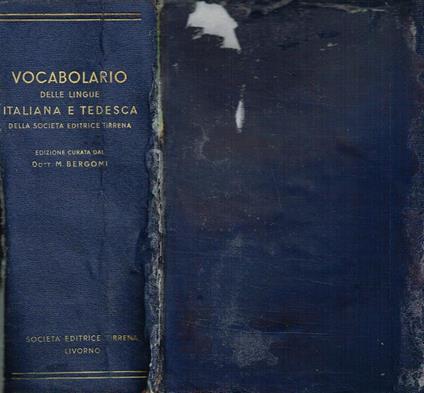 VOCABOLARIO
DELLE LINGUE
ITALIANA E TEDESCA
DELLA SOCIETÀ EDITRICE TIRRENA
EDIZIONE CURATA DAL
DOTT. M. BERGOMI
SOCIETÀ EDITRICE TIRRENA
LIVORNO